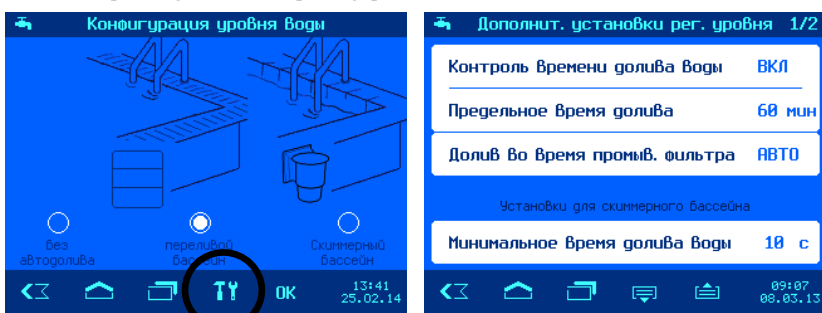 Конфигурация уровня воды
без автодолива
переливой бассейн
Скиммерный бассейн
OK
13:41
25.02.14
Дополнит. установки рег. уровня 1/2
Контроль времени долива воды ВКЛ
Предельное время долива 60 мин
Долив во время промыв. фильтра АВТО
Установки для скиммерного бассейна
Минимальное время долива воды 10 с
09:07
08.03.13